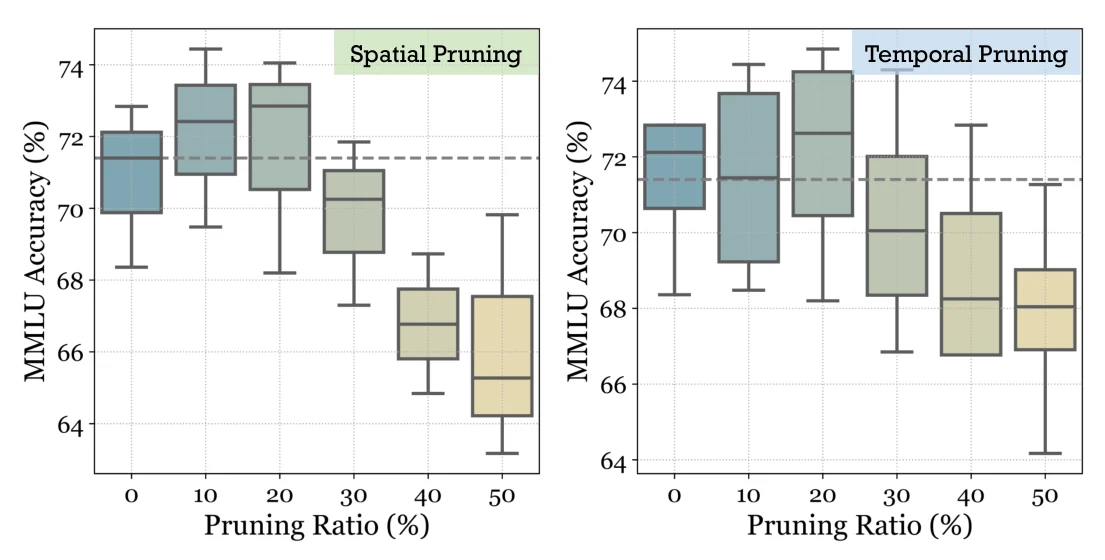 Spatial Pruning
MMLU Accuracy (%)
74
72
70
68
66
64
0 10 20 30 40 50
Pruning Ratio (%)
Temporal Pruning
MMLU Accuracy (%)
74
72
70
68
66
64
0 10 20 30 40 50
Pruning Ratio (%)